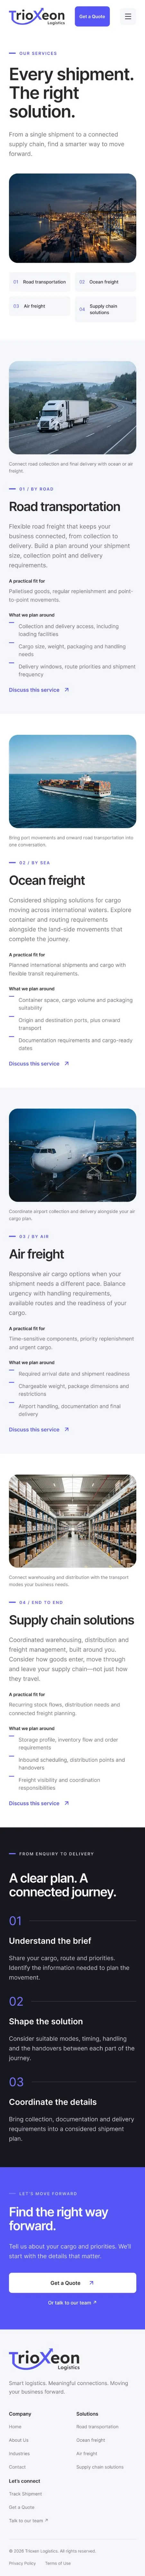 TrioXeon
Logistics
Get a Quote
OUR SERVICES
Every shipment.
The right
solution.
From a single shipment to a connected
supply chain, find a smarter way to move
forward.
01 Road transportation
02 Ocean freight
03 Air freight
04 Supply chain
solutions
Connect road collection and final delivery with ocean or air
freight.
01 / BY ROAD
Road transportation
Flexible road freight that keeps your
business connected, from collection to
delivery. Build a plan around your shipment
size, collection point and delivery
requirements.
A practical fit for
Palletised goods, regular replenishment and point-
to-point movements.
What we plan around
Collection and delivery access, including
loading facilities
Cargo size, weight, packaging and handling
needs
Delivery windows, route priorities and shipment
frequency
Discuss this service ↗
Bring port movements and onward road transportation into
one conversation.
02 / BY SEA
Ocean freight
Considered shipping solutions for cargo
moving across international waters. Explore
container and routing requirements
alongside the land-side movements that
complete the journey.
A practical fit for
Planned international shipments and cargo with
flexible transit requirements.
What we plan around
Container space, cargo volume and packaging
suitability
Origin and destination ports, plus onward
transport
Documentation requirements and cargo-ready
dates
Discuss this service ↗
Coordinate airport collection and delivery alongside your air
cargo plan.
03 / BY AIR
Air freight
Responsive air cargo options when your
shipment needs a different pace. Balance
urgency with handling requirements,
available routes and the readiness of your
cargo.
A practical fit for
Time-sensitive components, priority replenishment
and urgent cargo.
What we plan around
Required arrival date and shipment readiness
Chargeable weight, package dimensions and
restrictions
Airport handling, documentation and final
delivery
Discuss this service ↗
Connect warehousing and distribution with the transport
modes your business needs.
04 / END TO END
Supply chain solutions
Coordinated warehousing, distribution and
freight management, built around you.
Consider how goods enter, move through
and leave your supply chain—not just how
they travel.
A practical fit for
Recurring stock flows, distribution needs and
connected freight planning.
What we plan around
Storage profile, inventory flow and order
requirements
Inbound scheduling, distribution points and
handovers
Freight visibility and coordination
responsibilities
Discuss this service ↗
FROM ENQUIRY TO DELIVERY
A clear plan. A
connected journey.
01
Understand the brief
Share your cargo, route and priorities.
Identify the information needed to plan the
movement.
02
Shape the solution
Consider suitable modes, timing, handling
and the handovers between each part of the
journey.
03
Coordinate the details
Bring collection, documentation and delivery
requirements into a considered shipment
plan.
LET'S MOVE FORWARD
Find the right way
forward.
Tell us about your cargo and priorities. We'll
start with the details that matter.
Get a Quote ↗
Or talk to our team ↗
TrioXeon
Logistics
Smart logistics. Meaningful connections. Moving
your business forward.
Company
Home
About Us
Industries
Contact
Solutions
Road transportation
Ocean freight
Air freight
Supply chain solutions
Let's connect
Track Shipment
Get a Quote
Talk to our team ↗
© 2026 Trioxen Logistics. All rights reserved.
Privacy Policy Terms of Use